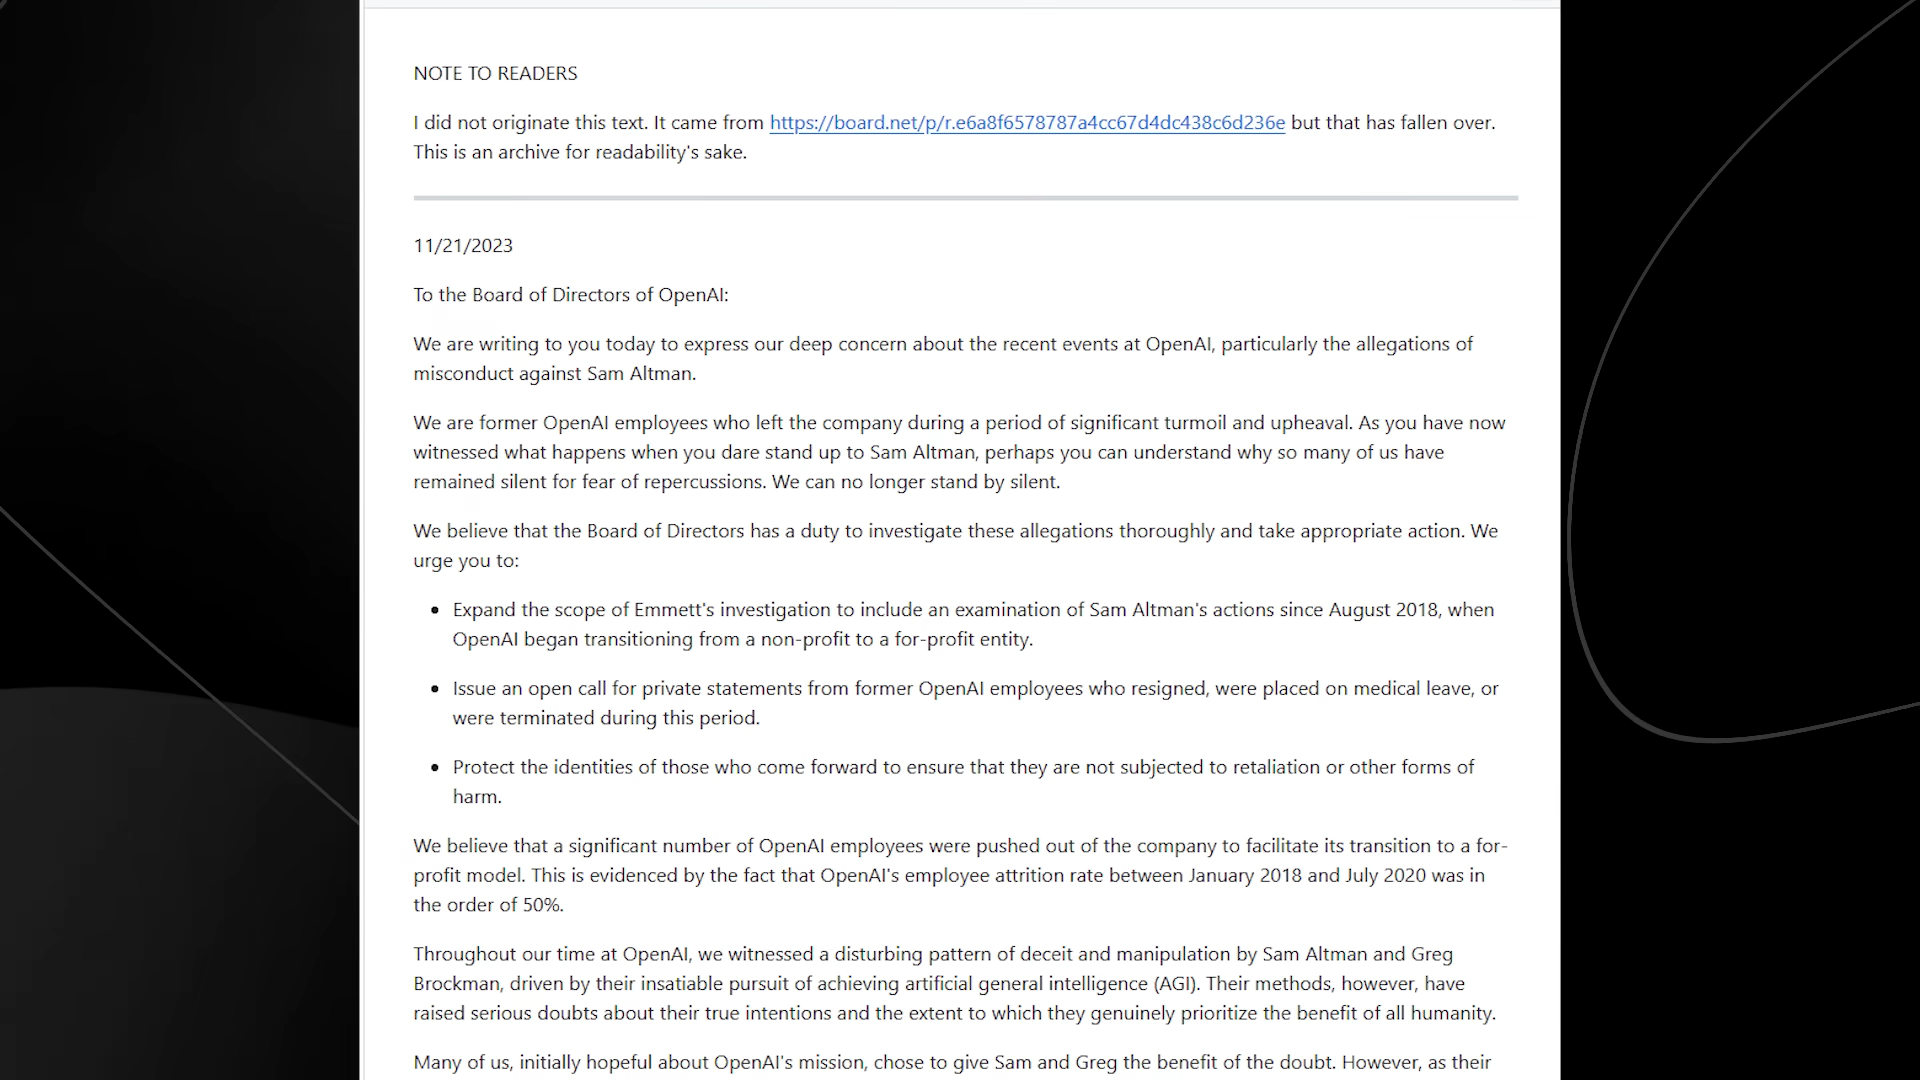 NOTE TO READERS
I did not originate this text. It came from https://board.net/p/r.e6a8f6578787a4cc67d4dc438c6d236e but that has fallen over.
This is an archive for readability's sake.
11/21/2023
To the Board of Directors of OpenAI:
We are writing to you today to express our deep concern about the recent events at OpenAI, particularly the allegations of
misconduct against Sam Altman.
We are former OpenAI employees who left the company during a period of significant turmoil and upheaval. As you have now
witnessed what happens when you dare stand up to Sam Altman, perhaps you can understand why so many of us have
remained silent for fear of repercussions. We can no longer stand by silent.
We believe that the Board of Directors has a duty to investigate these allegations thoroughly and take appropriate action. We
urge you to:
• Expand the scope of Emmett's investigation to include an examination of Sam Altman's actions since August 2018, when
OpenAI began transitioning from a non-profit to a for-profit entity.
• Issue an open call for private statements from former OpenAI employees who resigned, were placed on medical leave, or
were terminated during this period.
• Protect the identities of those who come forward to ensure that they are not subjected to retaliation or other forms of
harm.
We believe that a significant number of OpenAI employees were pushed out of the company to facilitate its transition to a for-
profit model. This is evidenced by the fact that OpenAI's employee attrition rate between January 2018 and July 2020 was in
the order of 50%.
Throughout our time at OpenAI, we witnessed a disturbing pattern of deceit and manipulation by Sam Altman and Greg
Brockman, driven by their insatiable pursuit of achieving artificial general intelligence (AGI). Their methods, however, have
raised serious doubts about their true intentions and the extent to which they genuinely prioritize the benefit of all humanity.
Many of us, initially hopeful about OpenAI's mission, chose to give Sam and Greg the benefit of the doubt. However, as their